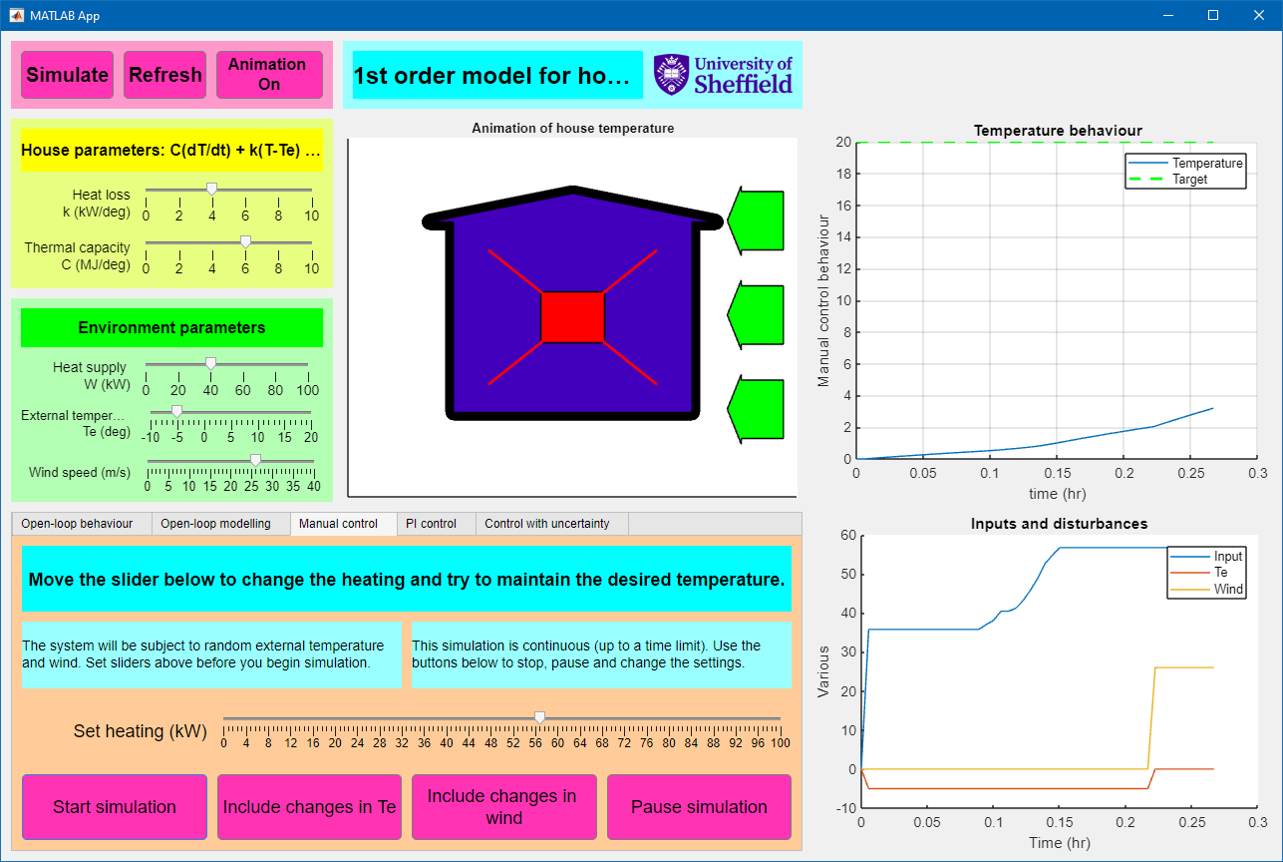 MATLAB App
Simulate
Refresh
Animation
On
1st order model for ho…
University of
Sheffield
House parameters: C(dT/dt) + k(T-Te) …
Heat loss
k (kW/deg)
0 2 4 6 8 10
Thermal capacity
C (MJ/deg)
0 2 4 6 8 10
Environment parameters
Heat supply
W (kW)
0 20 40 60 80 100
External temper…
Te (deg)
-10 -5 0 5 10 15 20
Wind speed (m/s)
0 5 10 15 20 25 30 35 40
Animation of house temperature
Temperature behaviour
Manual control behaviour
20
18
16
14
12
10
8
6
4
2
0
Temperature
Target
0 0.05 0.1 0.15 0.2 0.25 0.3
time (hr)
Open-loop behaviour
Open-loop modelling
Manual control
PI control
Control with uncertainty
Move the slider below to change the heating and try to maintain the desired temperature.
The system will be subject to random external temperature
and wind. Set sliders above before you begin simulation.
This simulation is continuous (up to a time limit). Use the
buttons below to stop, pause and change the settings.
Set heating (kW)
0 4 8 12 16 20 24 28 32 36 40 44 48 52 56 60 64 68 72 76 80 84 88 92 96 100
Start simulation
Include changes in Te
Include changes in
wind
Pause simulation
Inputs and disturbances
Various
60
50
40
30
20
10
0
-10
Input
Te
Wind
0 0.05 0.1 0.15 0.2 0.25 0.3
Time (hr)